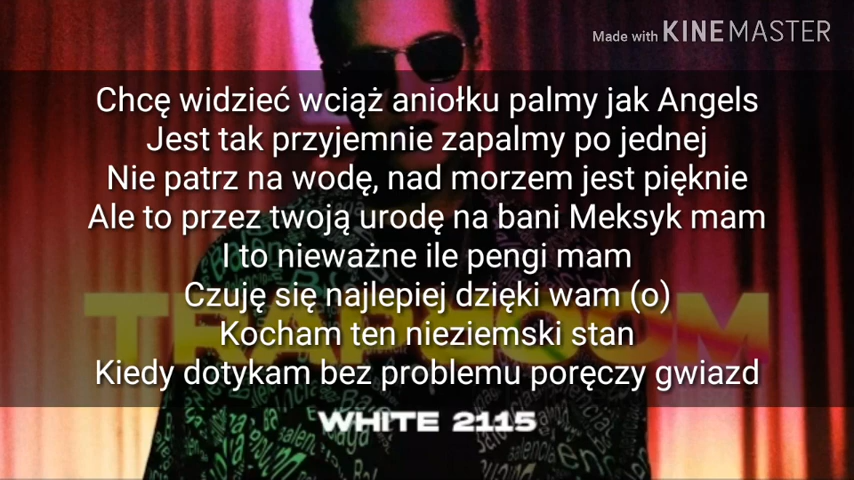 Made with KINEMASTER
Chcę widzieć wciąż aniołku palmy jak Angels
Jest tak przyjemnie zapalmy po jednej
Nie patrz na wodę, nad morzem jest pięknie
Ale to przez twoją urodę na bani Meksyk mam
I to nieważne ile pengi mam
Czuję się najlepiej dzięki wam (o)
Kocham ten nieziemski stan
Kiedy dotykam bez problemu poręczy gwiazd
WHITE 2115